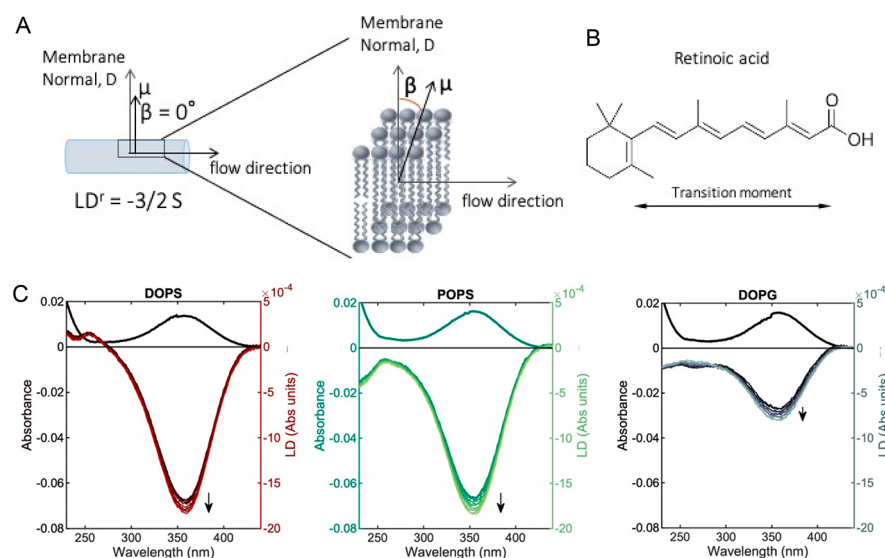 A
Membrane
Normal, D
μ
β = 0°
flow direction
LDʳ = -3/2 S
Membrane
Normal, D
β
μ
flow direction
B
Retinoic acid
O
OH
Transition moment
C
DOPS
×10⁻⁴
0.02
0
-0.02
-0.04
-0.06
-0.08
Absorbance
5
0
-5
-10
-15
-20
LD (Abs units)
250
300
350
400
Wavelength (nm)
POPS
×10⁻⁴
0.02
0
-0.02
-0.04
-0.06
-0.08
Absorbance
5
0
-5
-10
-15
-20
LD (Abs units)
250
300
350
400
Wavelength (nm)
DOPG
×10⁻⁴
0.02
0
-0.02
-0.04
-0.06
-0.08
Absorbance
5
0
-5
-10
-15
-20
LD (Abs units)
250
300
350
400
Wavelength (nm)